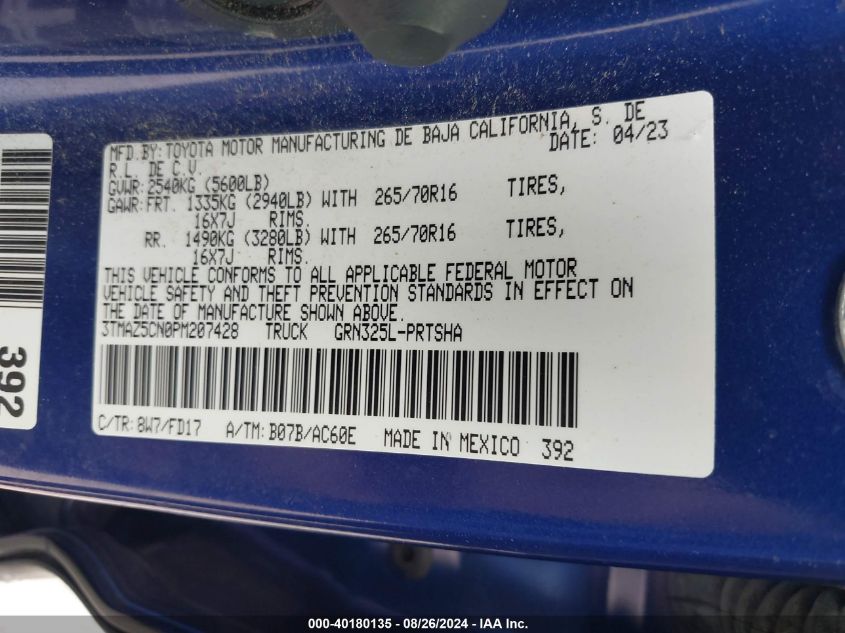 MFD.BY:TOYOTA MOTOR MANUFACTURING DE BAJA CALIFORNIA, S. DE
R.L. DE C.V. DATE: 04/23
GVWR:2540KG (5600LB)
GAWR:FRT. 1335KG (2940LB) WITH 265/70R16 TIRES,
16X7J RIMS.
RR. 1490KG (3280LB) WITH 265/70R16 TIRES,
16X7J RIMS.
THIS VEHICLE CONFORMS TO ALL APPLICABLE FEDERAL MOTOR
VEHICLE SAFETY AND THEFT PREVENTION STANDARDS IN EFFECT ON
THE DATE OF MANUFACTURE SHOWN ABOVE.
3TMAZ5CN0PM207428 TRUCK GRN325L-PRTSHA
C/TR:8W7/FD17 A/TM:B07B/AC60E MADE IN MEXICO 392
392
000-40180135 - 08/26/2024 - IAA Inc.